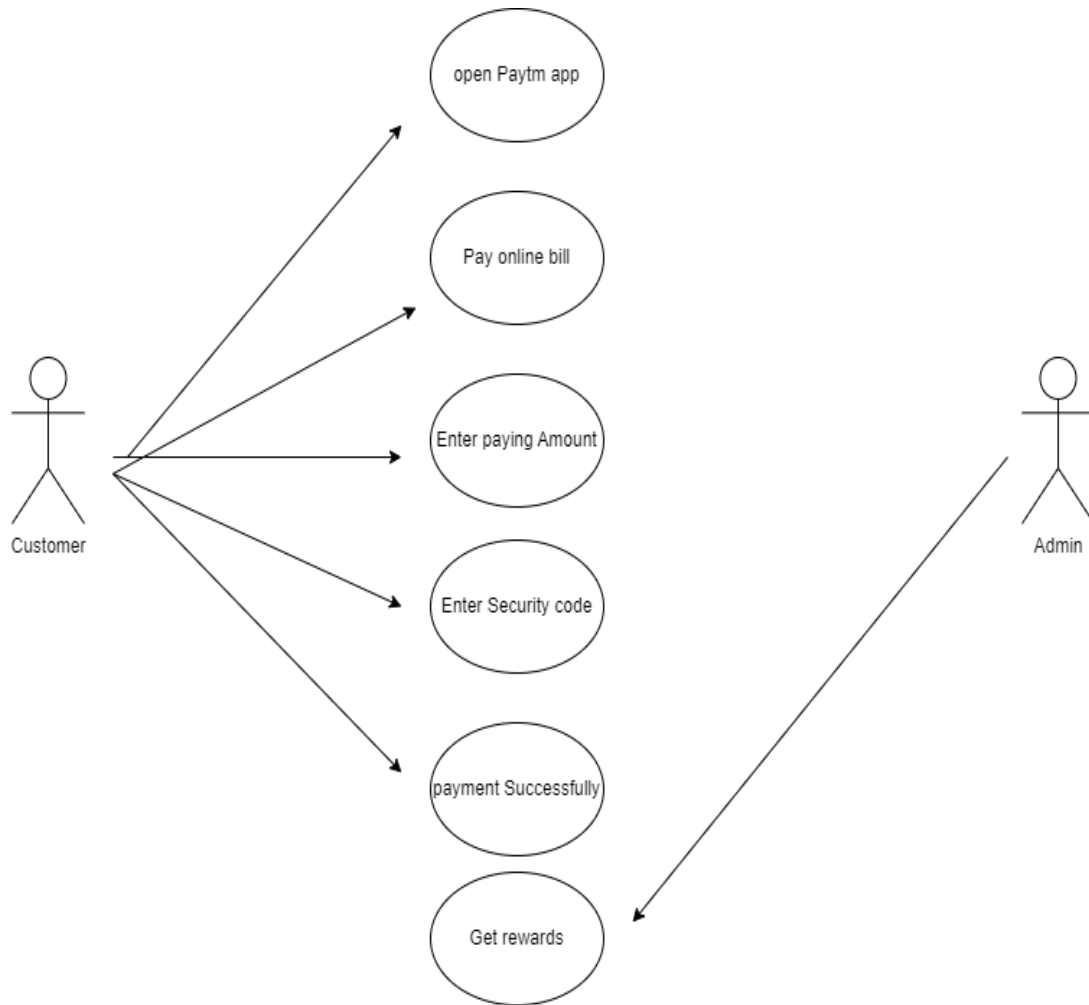 open Paytm app
Pay online bill
Enter paying Amount
Customer
Admin
Enter Security code
payment Successfully
Get rewards